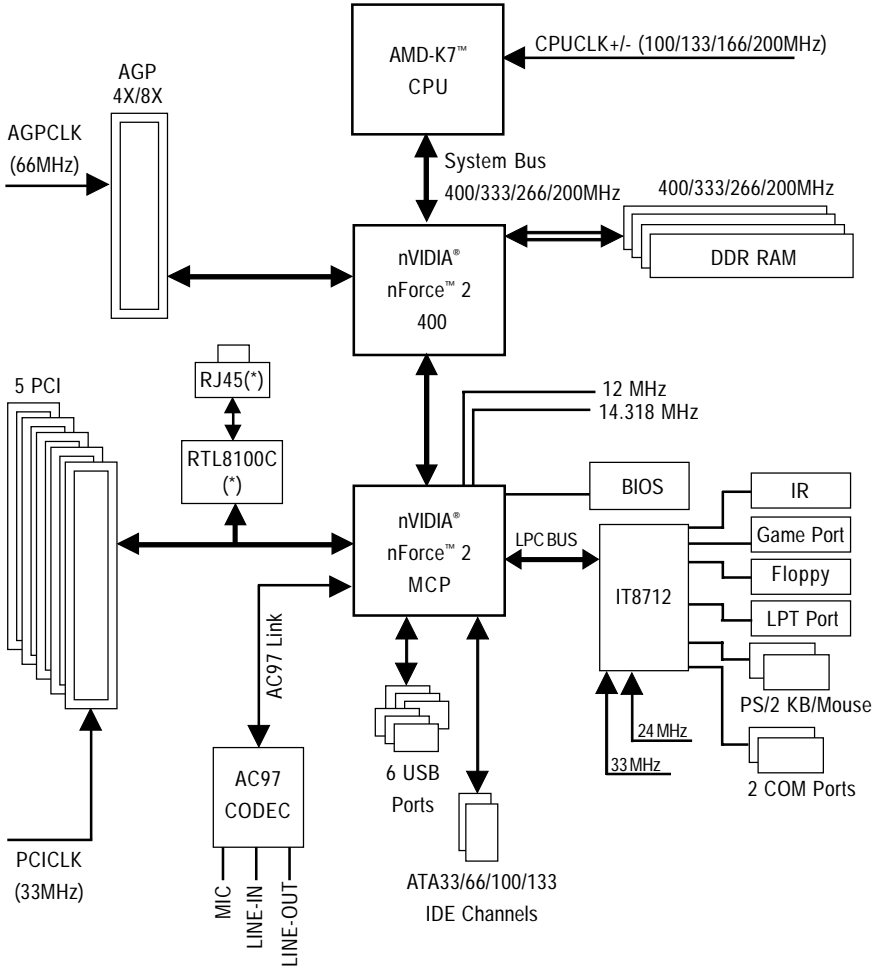 AMD-K7™
CPU
CPUCLK+/- (100/133/166/200MHz)
AGP
4X/8X
AGPCLK
(66MHz)
System Bus
400/333/266/200MHz
400/333/266/200MHz
DDR RAM
nVIDIA®
nForce™ 2
400
5 PCI
RJ45(*)
RTL8100C
(*)
12 MHz
14.318 MHz
nVIDIA®
nForce™ 2
MCP
BIOS
LPC BUS
IT8712
IR
Game Port
Floppy
LPT Port
PS/2 KB/Mouse
2 COM Ports
24 MHz
33 MHz
AC97 Link
AC97
CODEC
MIC
LINE-IN
LINE-OUT
6 USB
Ports
ATA33/66/100/133
IDE Channels
PCICLK
(33MHz)